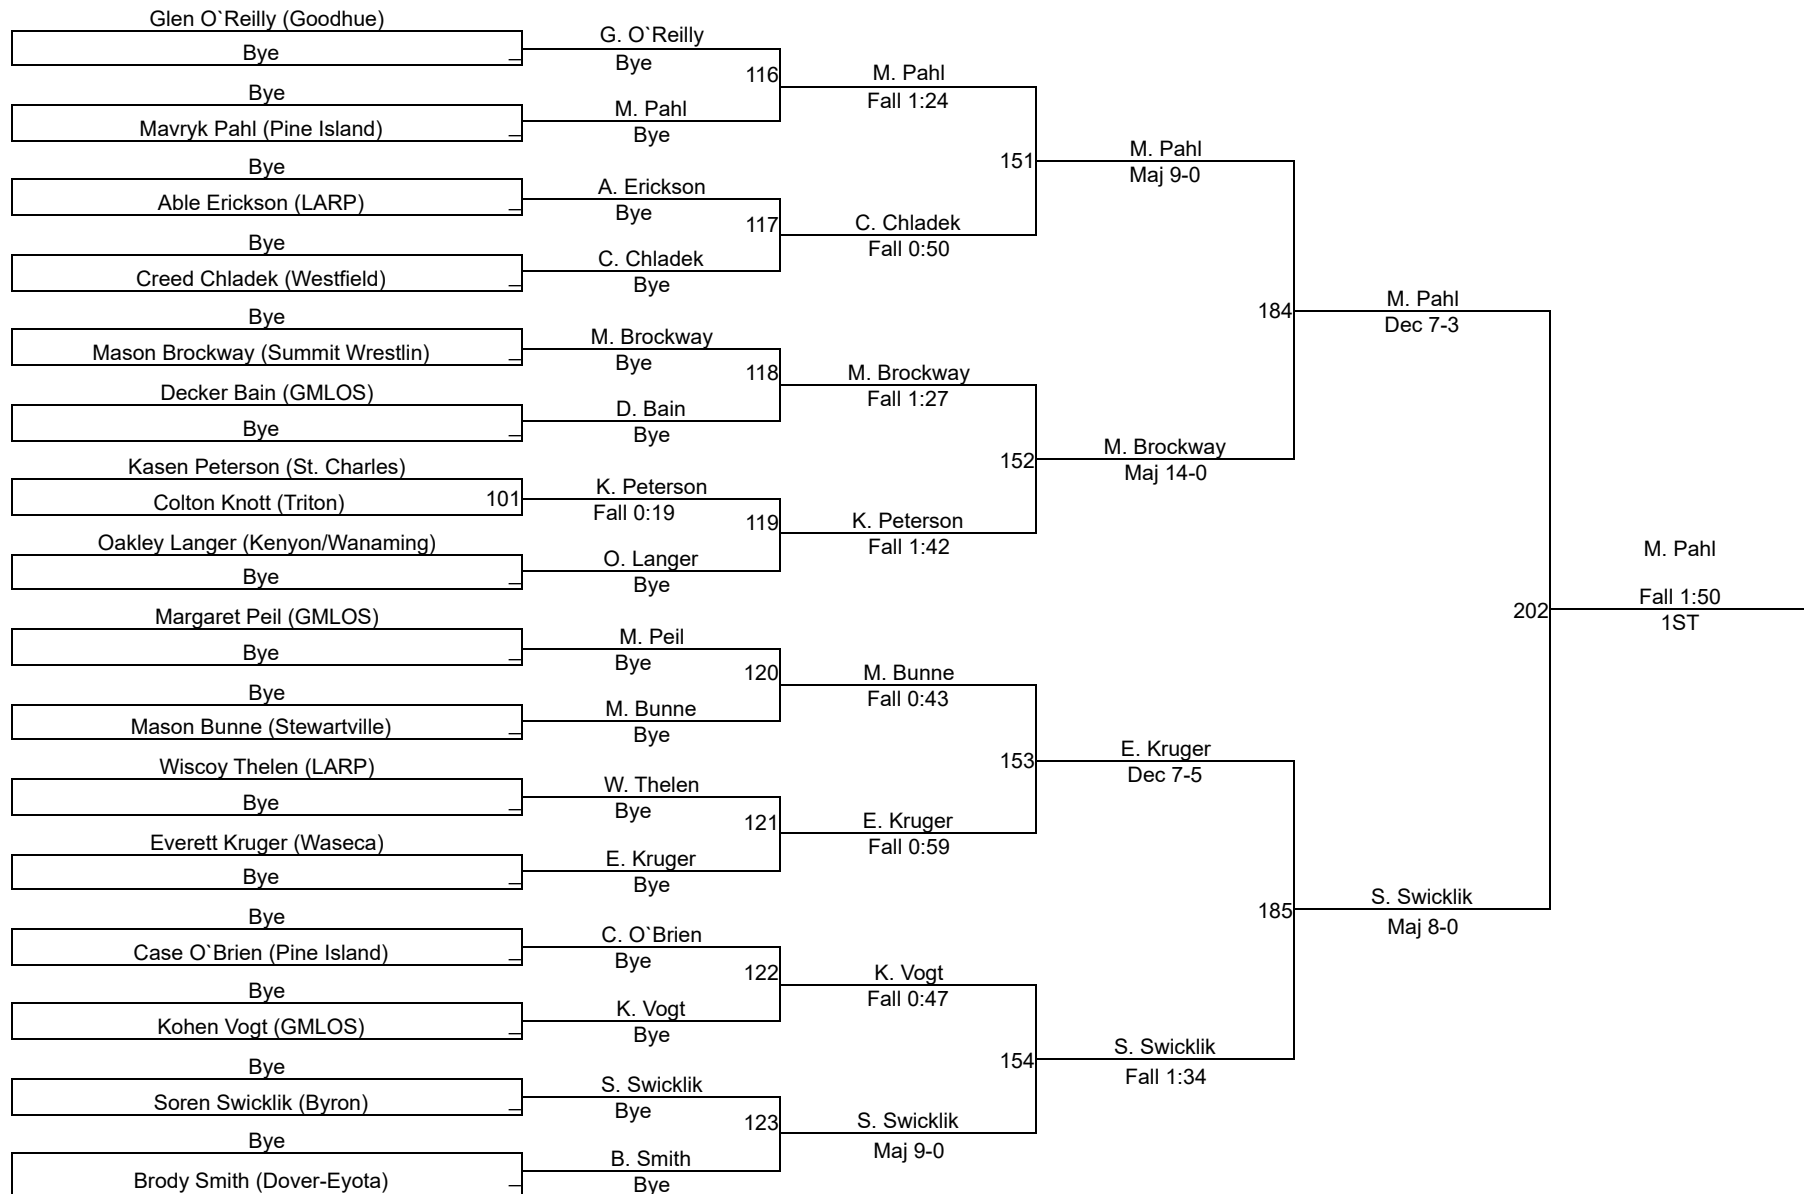 Glen O`Reilly (Goodhue)
Bye
_
Bye
Mavryk Pahl (Pine Island)
_
Bye
Able Erickson (LARP)
_
Bye
Creed Chladek (Westfield)
_
Bye
Mason Brockway (Summit Wrestlin)
_
Decker Bain (GMLOS)
Bye
_
Kasen Peterson (St. Charles)
Colton Knott (Triton)
101
Oakley Langer (Kenyon/Wanaming)
Bye
_
Margaret Peil (GMLOS)
Bye
_
Bye
Mason Bunne (Stewartville)
_
Wiscoy Thelen (LARP)
Bye
_
Everett Kruger (Waseca)
Bye
_
Bye
Case O`Brien (Pine Island)
_
Bye
Kohen Vogt (GMLOS)
_
Bye
Soren Swicklik (Byron)
_
Bye
Brody Smith (Dover-Eyota)
_
G. O`Reilly
Bye
116
M. Pahl
Bye
A. Erickson
Bye
117
C. Chladek
Bye
M. Brockway
Bye
118
D. Bain
Bye
K. Peterson
Fall 0:19
119
O. Langer
Bye
M. Peil
Bye
120
M. Bunne
Bye
W. Thelen
Bye
121
E. Kruger
Bye
C. O`Brien
Bye
122
K. Vogt
Bye
S. Swicklik
Bye
123
B. Smith
Bye
M. Pahl
Fall 1:24
151
C. Chladek
Fall 0:50
M. Brockway
Fall 1:27
152
K. Peterson
Fall 1:42
M. Bunne
Fall 0:43
153
E. Kruger
Fall 0:59
K. Vogt
Fall 0:47
154
S. Swicklik
Maj 9-0
M. Pahl
Maj 9-0
184
M. Brockway
Maj 14-0
E. Kruger
Dec 7-5
185
S. Swicklik
Fall 1:34
M. Pahl
Dec 7-3
202
S. Swicklik
Maj 8-0
M. Pahl
Fall 1:50
1ST